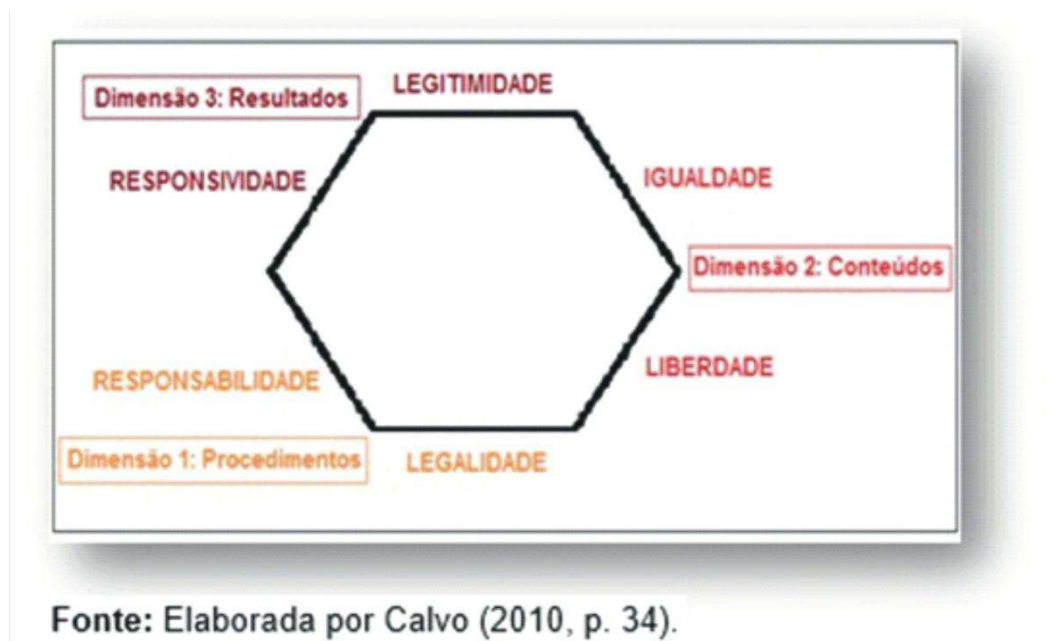 LEGITIMIDADE
Dimensão 3: Resultados
RESPONSIVIDADE
IGUALDADE
Dimensão 2: Conteúdos
LIBERDADE
RESPONSABILIDADE
Dimensão 1: Procedimentos
LEGALIDADE
Fonte: Elaborada por Calvo (2010, p. 34).